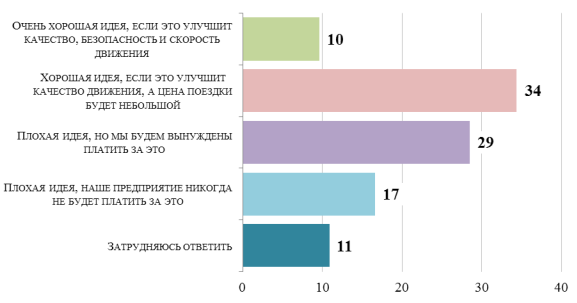 Очень хорошая идея, если это улучшит
качество, безопасность и скорость
движения
10
Хорошая идея, если это улучшит
качество движения, а цена поездки
будет небольшой
34
Плохая идея, но мы будем вынуждены
платить за это
29
Плохая идея, наше предприятие никогда
не будет платить за это
17
Затрудняюсь ответить
11
0 10 20 30 40